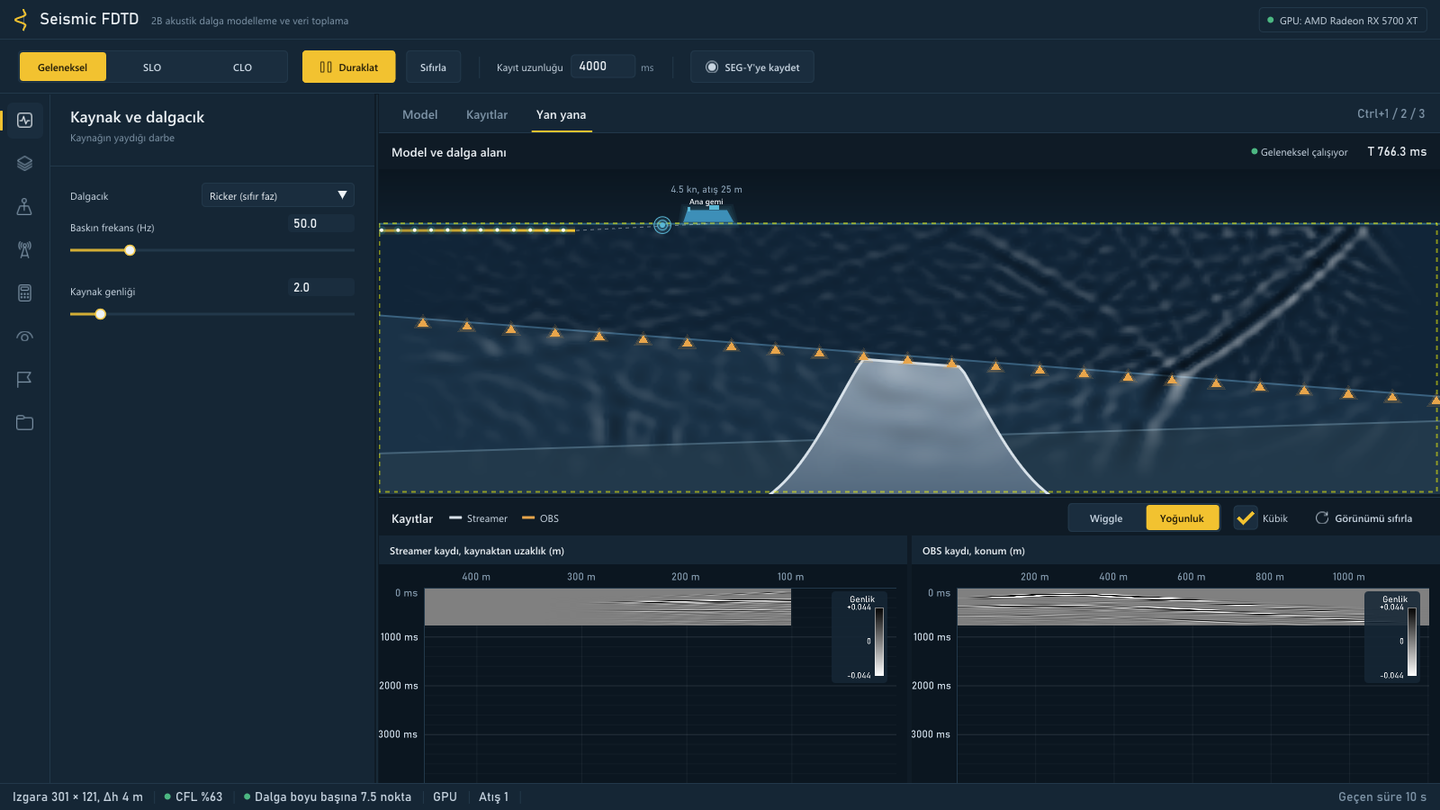 Seismic FDTD 2B akustik dalga modelleme ve veri toplama
GPU: AMD Radeon RX 5700 XT
Geleneksel SLO CLO Duraklat Sıfırla Kayıt uzunluğu 4000 ms SEG-Y'ye kaydet
Kaynak ve dalgacık
Kaynağın yaydığı darbe
Dalgacık Ricker (sıfır faz)
Baskın frekans (Hz) 50.0
Kaynak genliği 2.0
Model Kayıtlar Yan yana Ctrl+1 / 2 / 3
Model ve dalga alanı Geleneksel çalışıyor T 766.3 ms
4.5 kn, atış 25 m
Ana gemi
Kayıtlar Streamer OBS Wiggle Yoğunluk Kübik Görünümü sıfırla
Streamer kaydı, kaynaktan uzaklık (m)
400 m 300 m 200 m 100 m
0 ms
1000 ms
2000 ms
3000 ms
Genlik
+0.044
0
-0.044
OBS kaydı, konum (m)
200 m 400 m 600 m 800 m 1000 m
0 ms
1000 ms
2000 ms
3000 ms
Genlik
+0.044
0
-0.044
Izgara 301 × 121, Δh 4 m CFL %63 Dalga boyu başına 7.5 nokta GPU Atış 1 Geçen süre 10 s